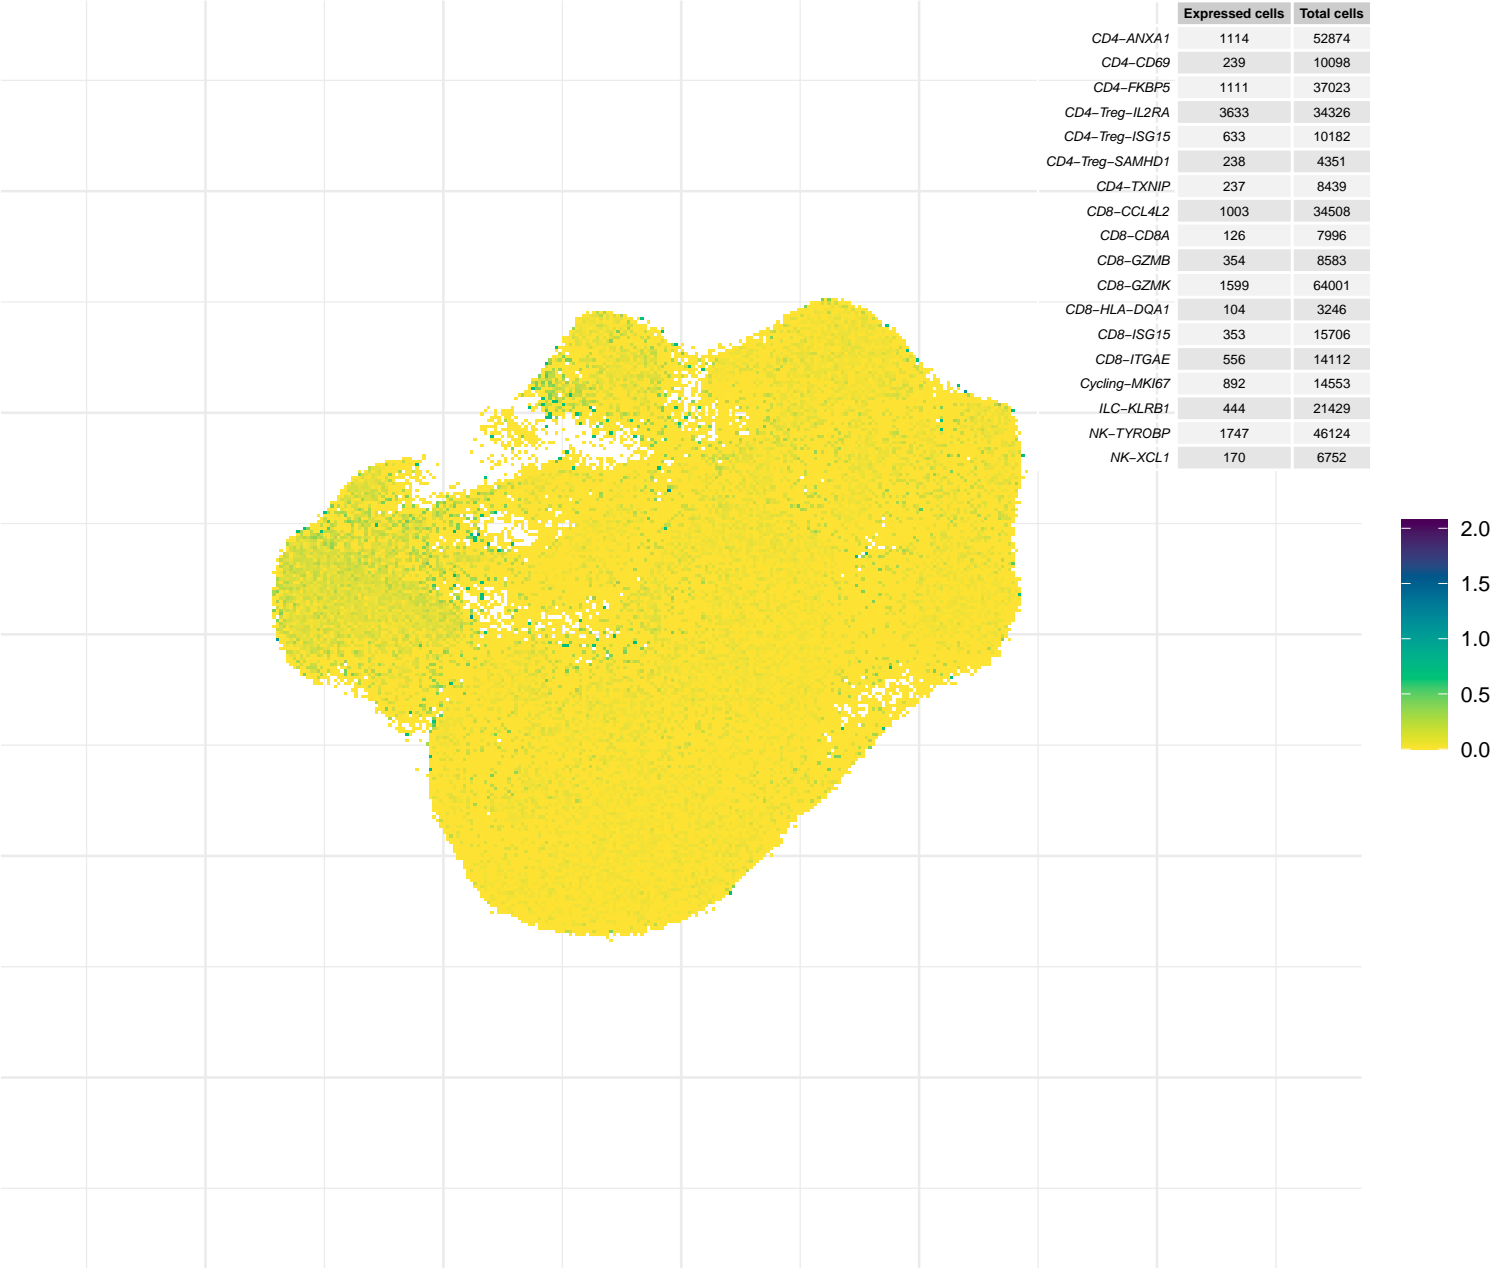 Expressed cells Total cells
CD4−ANXA1 1114 52874
CD4−CD69 239 10098
CD4−FKBP5 1111 37023
CD4−Treg−IL2RA 3633 34326
CD4−Treg−ISG15 633 10182
CD4−Treg−SAMHD1 238 4351
CD4−TXNIP 237 8439
CD8−CCL4L2 1003 34508
CD8−CD8A 126 7996
CD8−GZMB 354 8583
CD8−GZMK 1599 64001
CD8−HLA−DQA1 104 3246
CD8−ISG15 353 15706
CD8−ITGAE 556 14112
Cycling−MKI67 892 14553
ILC−KLRB1 444 21429
NK−TYROBP 1747 46124
NK−XCL1 170 6752
2.0
1.5
1.0
0.5
0.0